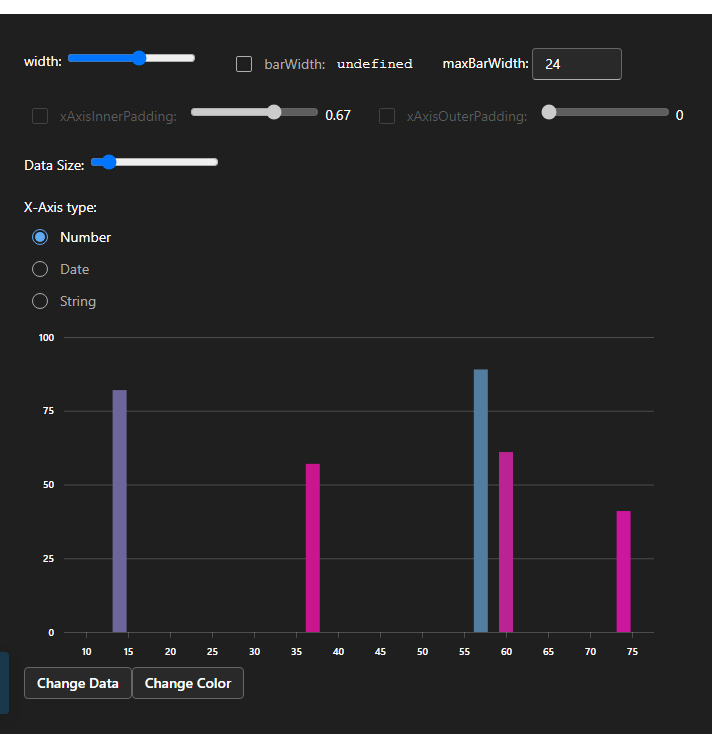 width: barWidth: undefined maxBarWidth: 24
xAxisInnerPadding: 0.67 xAxisOuterPadding: 0
Data Size:
X-Axis type:
Number
Date
String
100
75
50
25
0
10 15 20 25 30 35 40 45 50 55 60 65 70 75
Change Data Change Color